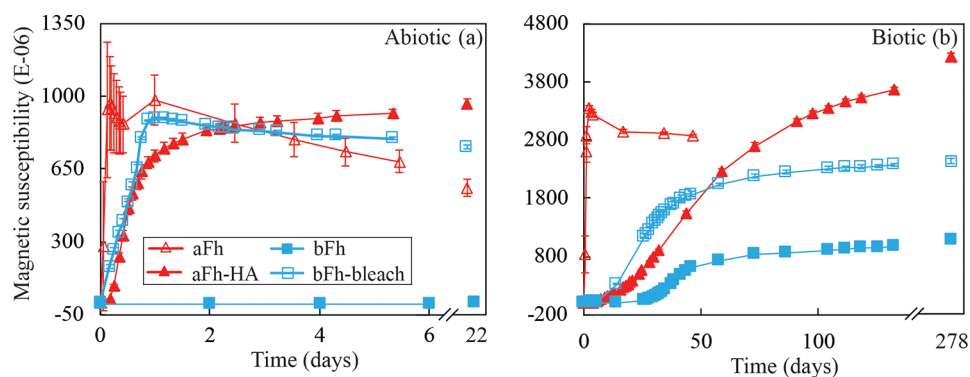 Magnetic susceptibility (E-06)
1350
1000
650
300
-50
Abiotic (a)
aFh
bFh
aFh-HA
bFh-bleach
0
2
4
6
22
Time (days)
4800
3800
2800
1800
800
-200
Biotic (b)
0
50
100
278
Time (days)